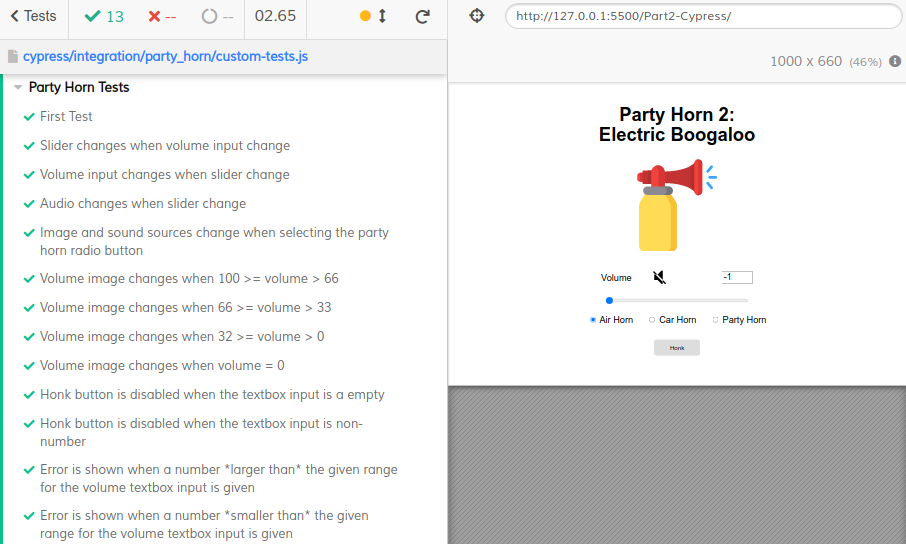 Tests
13
--
--
02.65
http://127.0.0.1:5500/Part2-Cypress/
cypress/integration/party_horn/custom-tests.js
1000 x 660 (46%)
Party Horn Tests
First Test
Slider changes when volume input change
Volume input changes when slider change
Audio changes when slider change
Image and sound sources change when selecting the party
horn radio button
Volume image changes when 100 >= volume > 66
Volume image changes when 66 >= volume > 33
Volume image changes when 32 >= volume > 0
Volume image changes when volume = 0
Honk button is disabled when the textbox input is a empty
Honk button is disabled when the textbox input is non-
number
Error is shown when a number *larger than* the given range
for the volume textbox input is given
Error is shown when a number *smaller than* the given
range for the volume textbox input is given
Party Horn 2:
Electric Boogaloo
Volume
-1
Air Horn
Car Horn
Party Horn
Honk